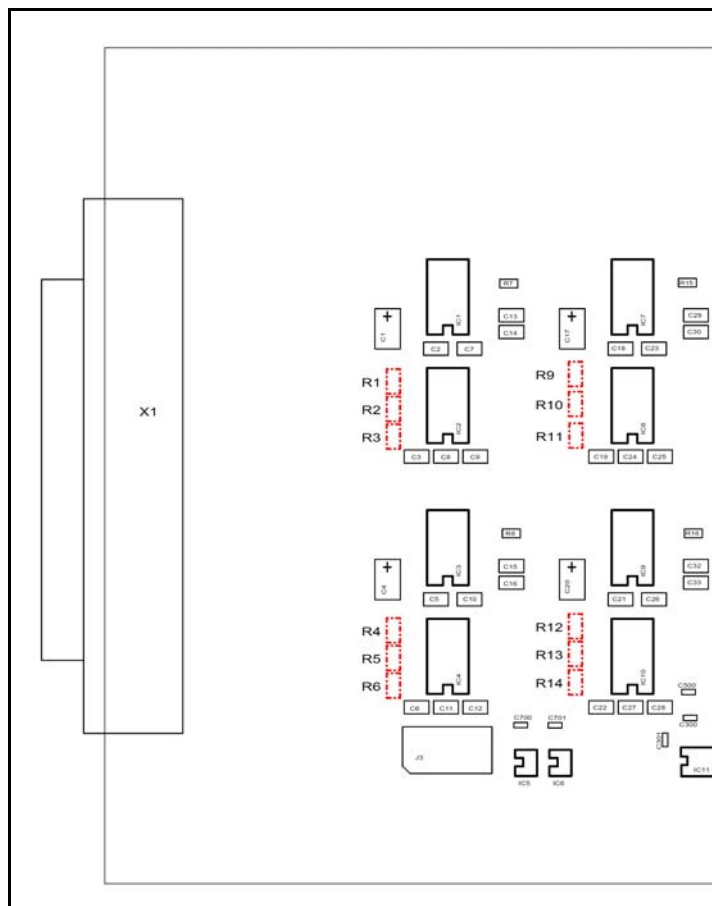 R7
R15
IC1
IC7
+
+
C1
C13
C17
C29
C14
C30
C2
C7
C18
C23
R1
R9
R2
R10
X1
R3
R11
IC2
IC8
C3
C8
C9
C19
C24
C25
R8
R16
+
+
IC3
IC9
C4
C15
C20
C32
C16
C33
C5
C10
C21
C26
R4
R12
R5
R13
R6
R14
IC4
IC10
C500
C6
C11
C12
C22
C27
C28
C700
C701
C300
C301
J3
IC5
IC6
IC11